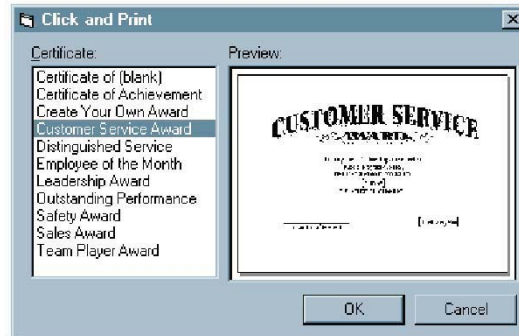 Click and Print
Certificate:
Certificate of (blank)
Certificate of Achievement
Create Your Own Award
Customer Service Award
Distinguished Service
Employee of the Month
Leadership Award
Outstanding Performance
Safety Award
Sales Award
Team Player Award
Preview:
CUSTOMER SERVICE
AWARD
OK
Cancel